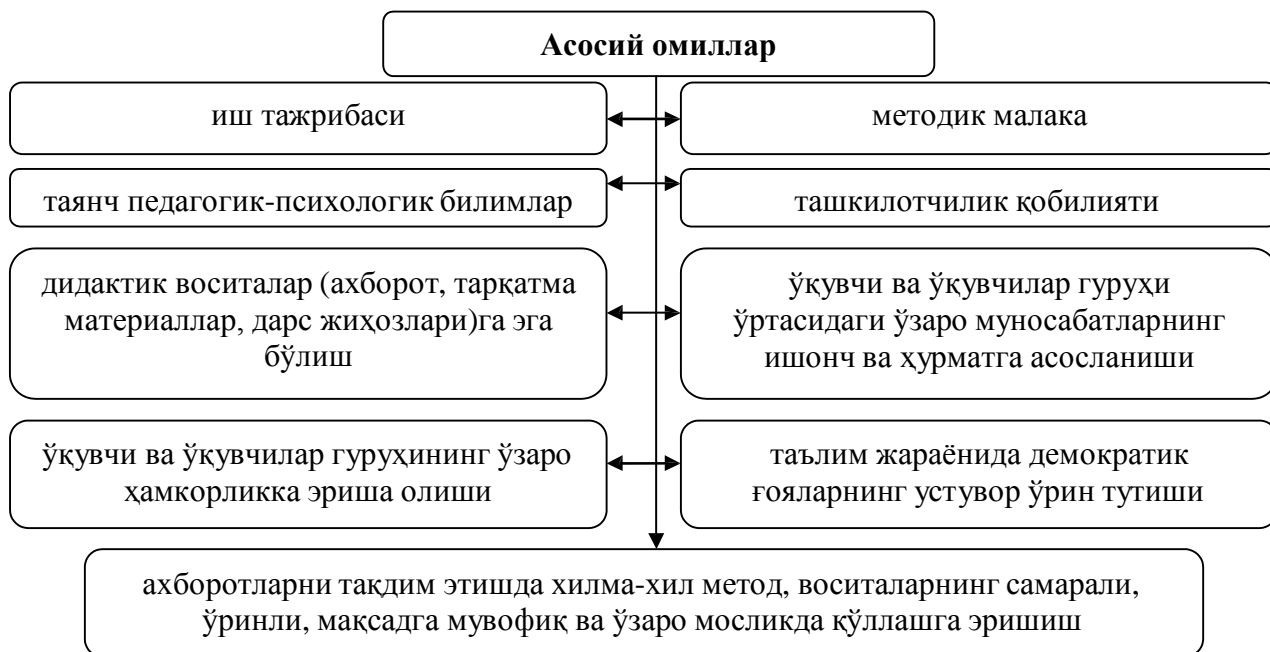 Асосий омиллар
иш тажрибаси
методик малака
таянч педагогик-психологик билимлар
ташкилотчилик қобилияти
дидактик воситалар (ахборот, тарқатма
материаллар, дарс жиҳозлари)га эга
бўлиш
ўқувчи ва ўқувчилар гуруҳи
ўртасидаги ўзаро муносабатларнинг
ишонч ва ҳурматга асосланиши
ўқувчи ва ўқувчилар гуруҳининг ўзаро
ҳамкорликка эриша олиши
таълим жараёнида демократик
ғояларнинг устувор ўрин тутиши
ахборотларни тақдим этишда хилма-хил метод, воситаларнинг самарали,
ўринли, мақсадга мувофиқ ва ўзаро мосликда қўллашга эришиш